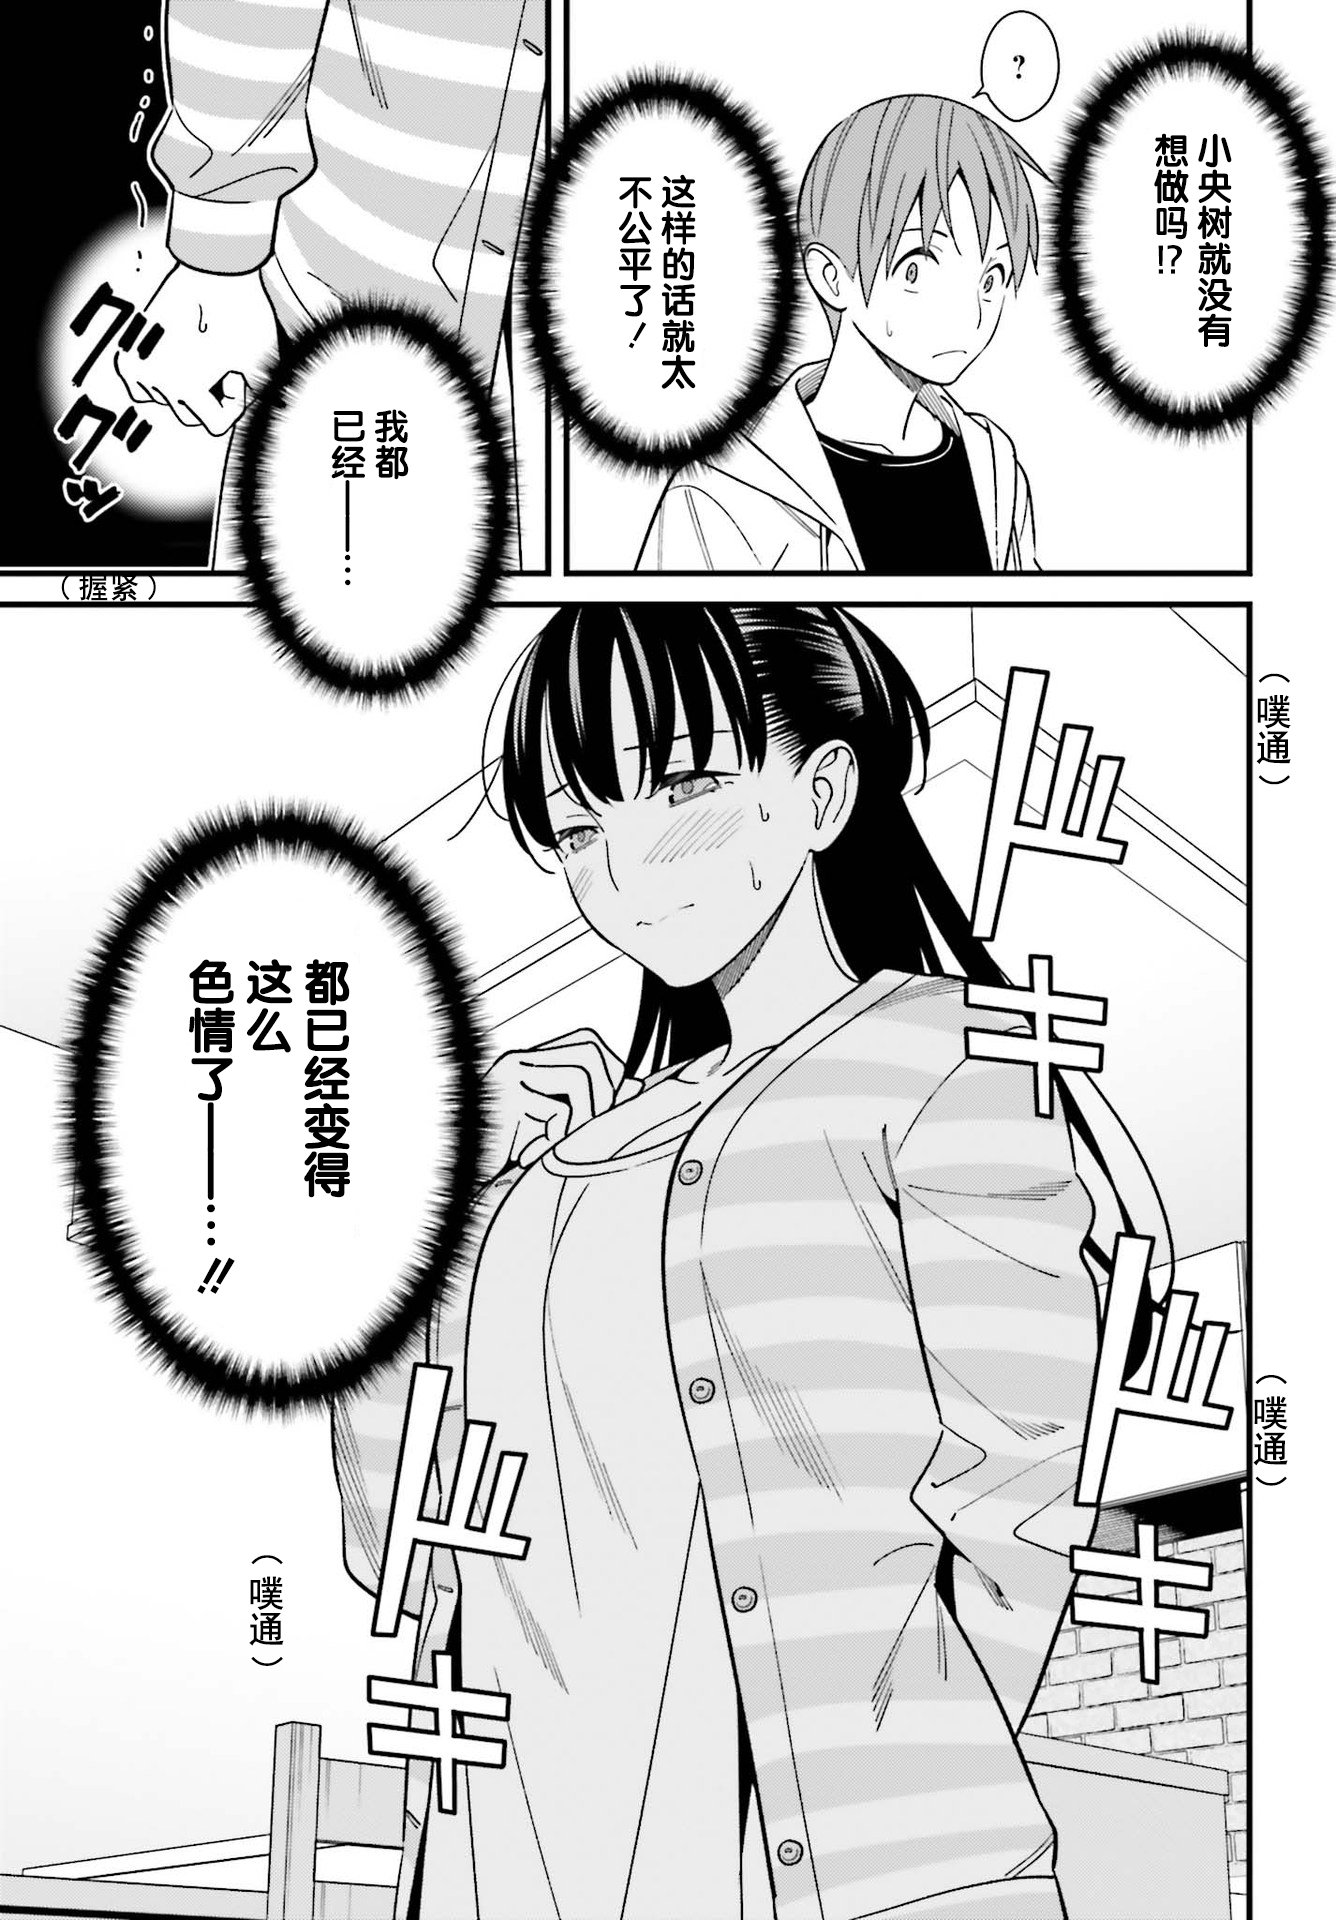 小央树就没有
想做吗!?
?
这样的话就太
不公平了!
我都
已经——……
グッ
グッ
(握紧)
都已经变得
这么
色情了——……!!
ドキ
(噗通)
ドキ
(噗通)
ドキ
(噗通)